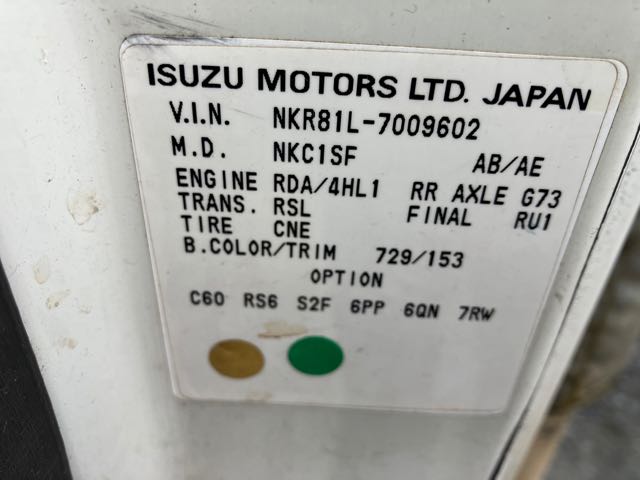 ISUZU MOTORS LTD. JAPAN
V.I.N. NKR81L-7009602
M.D. NKC1SF AB/AE
ENGINE RDA/4HL1 RR AXLE G73
TRANS. RSL FINAL RU1
TIRE CNE
B.COLOR/TRIM 729/153
OPTION
C60 RS6 S2F 6PP 6QN 7RW